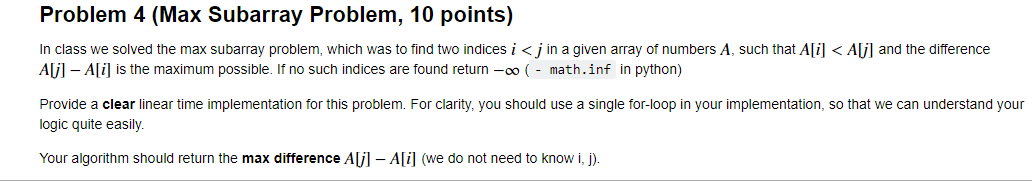 Problem 4 (Max Subarray Problem, 10 points)
In class we solved the max subarray problem, which was to find two indices i < j in a given array of numbers A, such that A[i] < A[j] and the difference
A[j] − A[i] is the maximum possible. If no such indices are found return −∞ ( - math.inf in python)
Provide a clear linear time implementation for this problem. For clarity, you should use a single for-loop in your implementation, so that we can understand your
logic quite easily.
Your algorithm should return the max difference A[j] − A[i] (we do not need to know i, j).